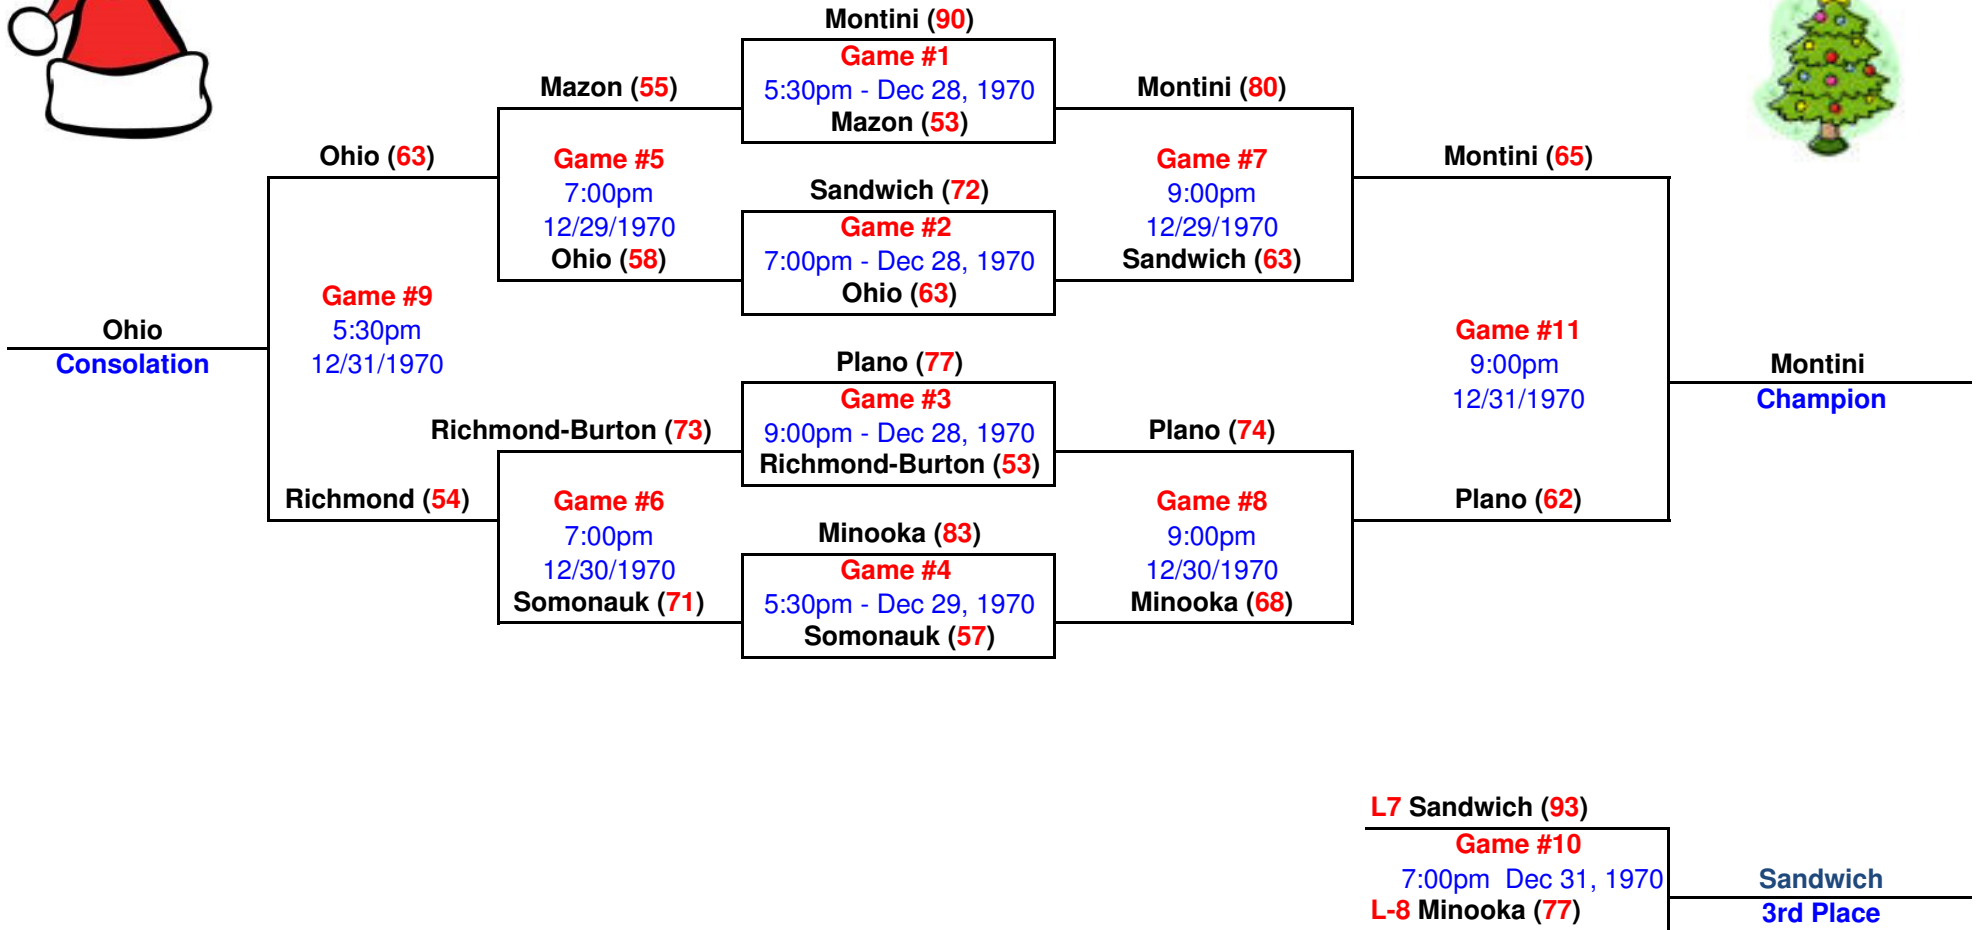 Montini (90)
Game #1
5:30pm - Dec 28, 1970
Mazon (53)
Mazon (55)
Montini (80)
Ohio (63)
Game #5
7:00pm
12/29/1970
Ohio (58)
Sandwich (72)
Game #2
7:00pm - Dec 28, 1970
Ohio (63)
Game #7
9:00pm
12/29/1970
Sandwich (63)
Montini (65)
Game #9
5:30pm
12/31/1970
Ohio
Consolation
Plano (77)
Game #3
9:00pm - Dec 28, 1970
Richmond-Burton (53)
Game #11
9:00pm
12/31/1970
Montini
Champion
Richmond-Burton (73)
Plano (74)
Richmond (54)
Game #6
7:00pm
12/30/1970
Somonauk (71)
Minooka (83)
Game #4
5:30pm - Dec 29, 1970
Somonauk (57)
Game #8
9:00pm
12/30/1970
Minooka (68)
Plano (62)
L7 Sandwich (93)
Game #10
7:00pm Dec 31, 1970
L-8 Minooka (77)
Sandwich
3rd Place